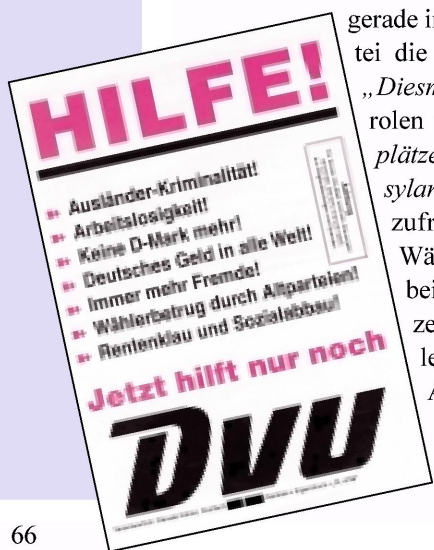 HILFE!
Ausländer-Kriminalität!
Arbeitslosigkeit!
Keine D-Mark mehr!
Deutsches Geld in alle Welt!
Immer mehr Fremde!
Wählerbetrug durch Altparteien!
Rentenklau und Sozialabbau!
Jetzt hilft nur noch
DVU
gerade i
tei die
„Diesm
rolen
plätze
sylan
zufr
Wä
bei
ze
le
A
66